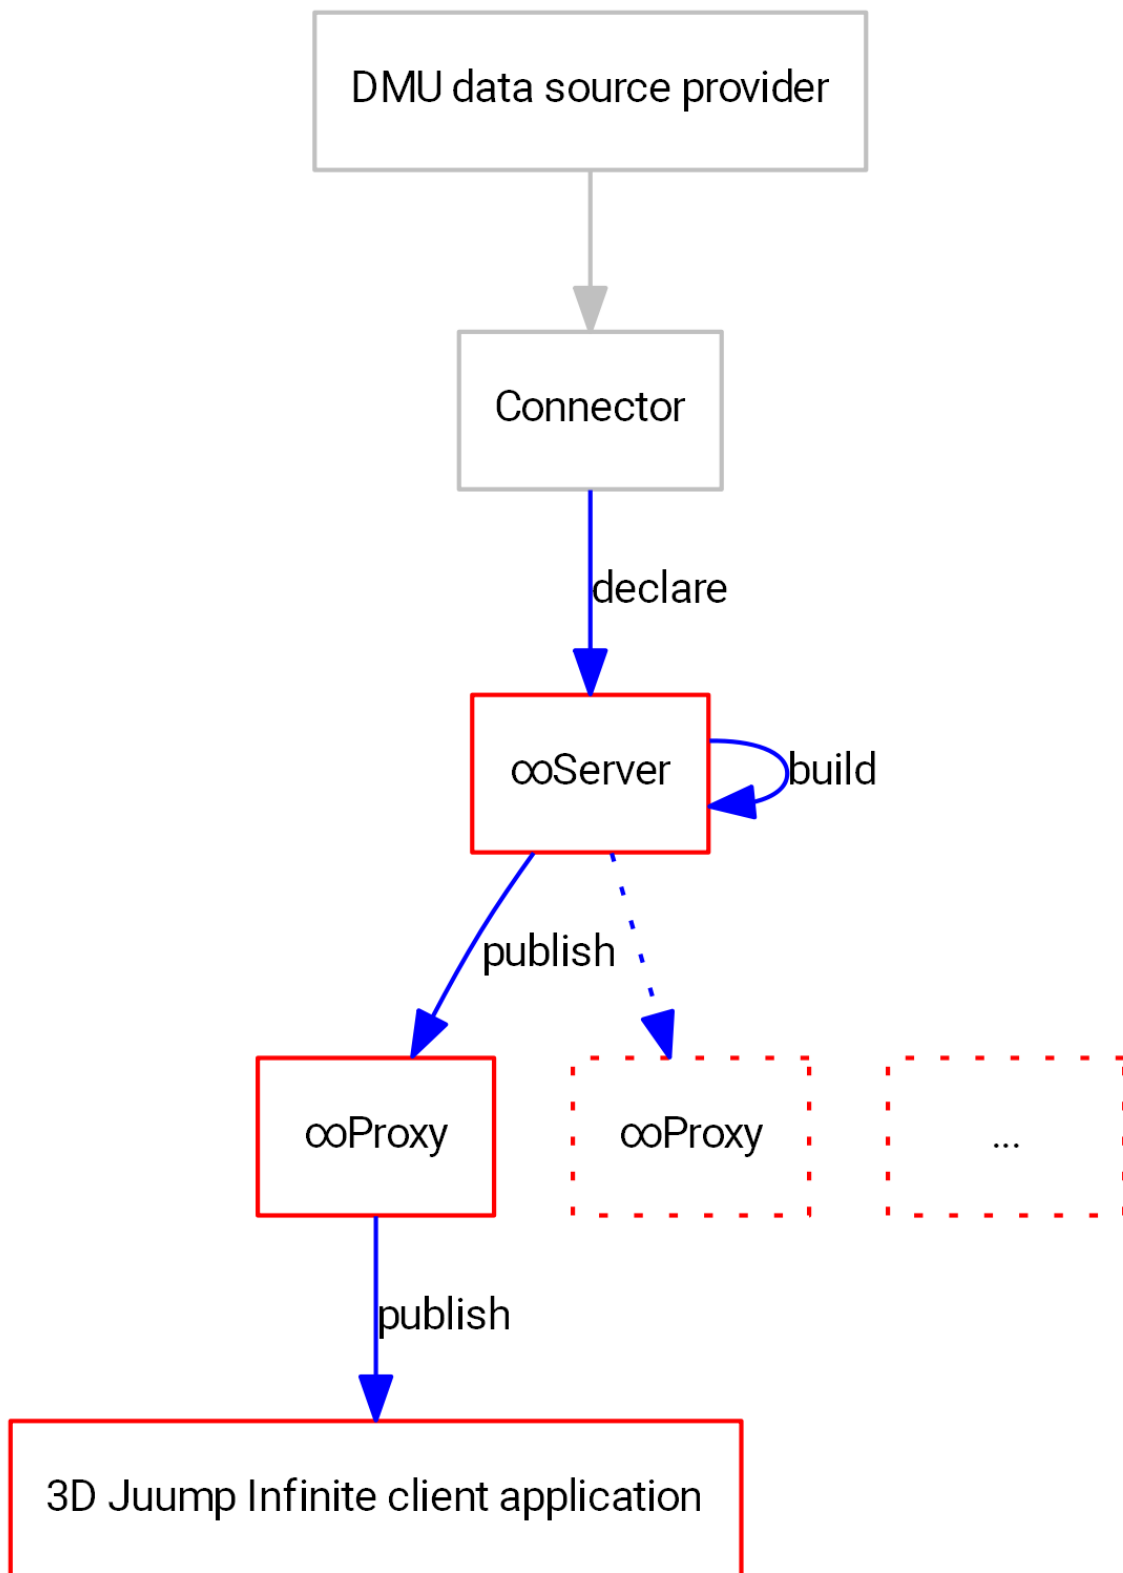 DMU data source provider
Connector
declare
∞Server
build
publish
∞Proxy
∞Proxy
...
publish
3D Juump Infinite client application